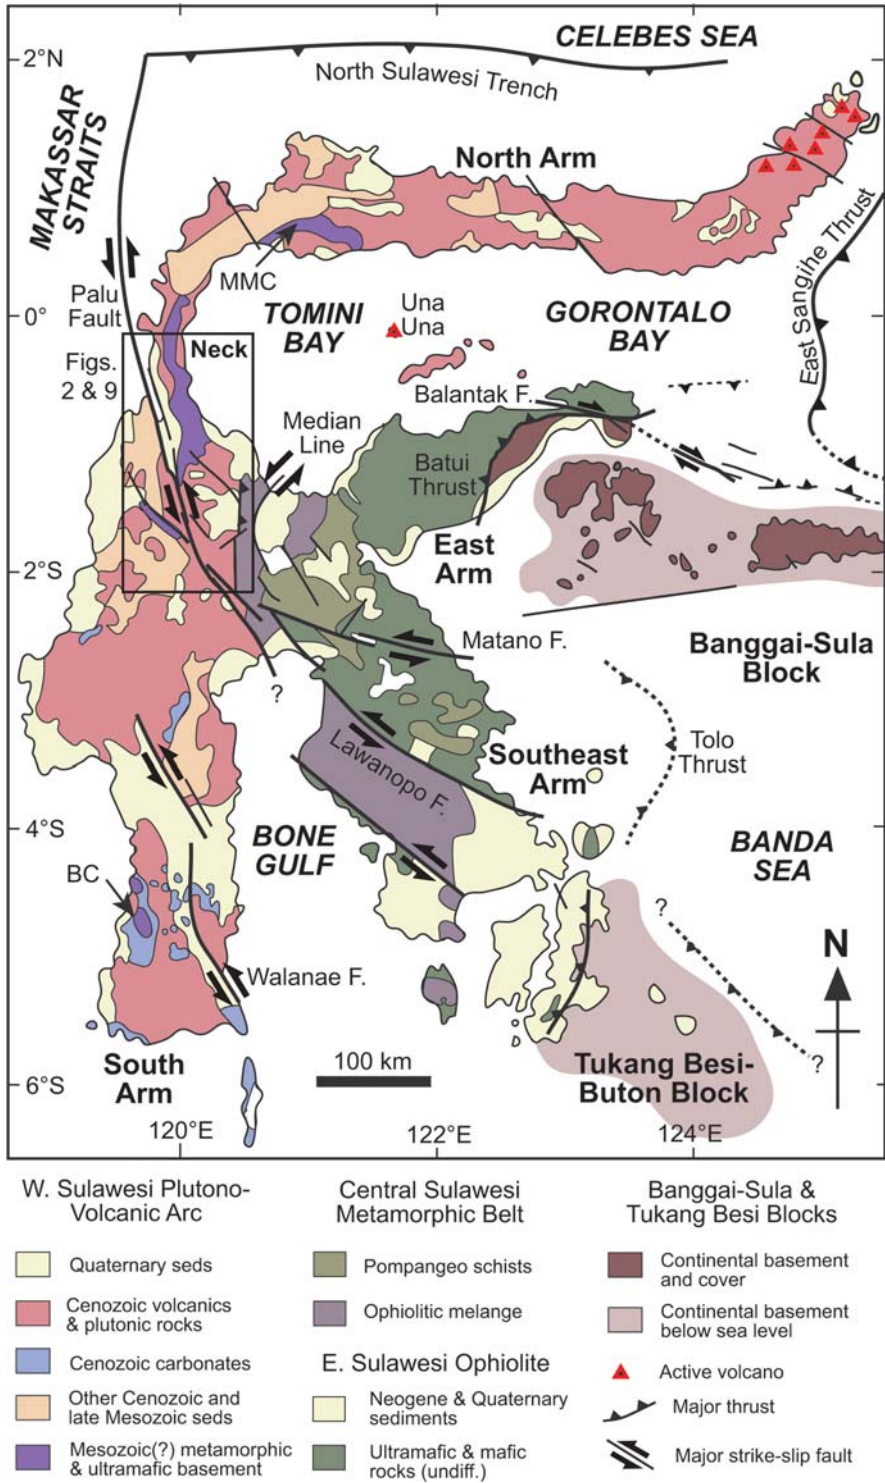 CELEBES SEA
2°N
North Sulawesi Trench
MAKASSAR
STRAITS
North Arm
East Sangihe Thrust
MMC
Palu
Fault
0°
TOMINI
BAY
Una
Una
GORONTALO
BAY
Neck
Figs.
2 & 9
Balantak F.
Median
Line
Batui
Thrust
East
Arm
2°S
Matano F.
Banggai-Sula
Block
?
Tolo
Thrust
Lawanopo F.
Southeast
Arm
4°S
BONE
GULF
BANDA
SEA
BC
?
N
Walanae F.
South
Arm
100 km
Tukang Besi-
Buton Block
?
6°S
120°E
122°E
124°E
W. Sulawesi Plutono-
Volcanic Arc
Quaternary seds
Cenozoic volcanics
& plutonic rocks
Cenozoic carbonates
Other Cenozoic and
late Mesozoic seds
Mesozoic(?) metamorphic
& ultramafic basement
Central Sulawesi
Metamorphic Belt
Pompangeo schists
Ophiolitic melange
E. Sulawesi Ophiolite
Neogene & Quaternary
sediments
Ultramafic & mafic
rocks (undiff.)
Banggai-Sula &
Tukang Besi Blocks
Continental basement
and cover
Continental basement
below sea level
Active volcano
Major thrust
Major strike-slip fault